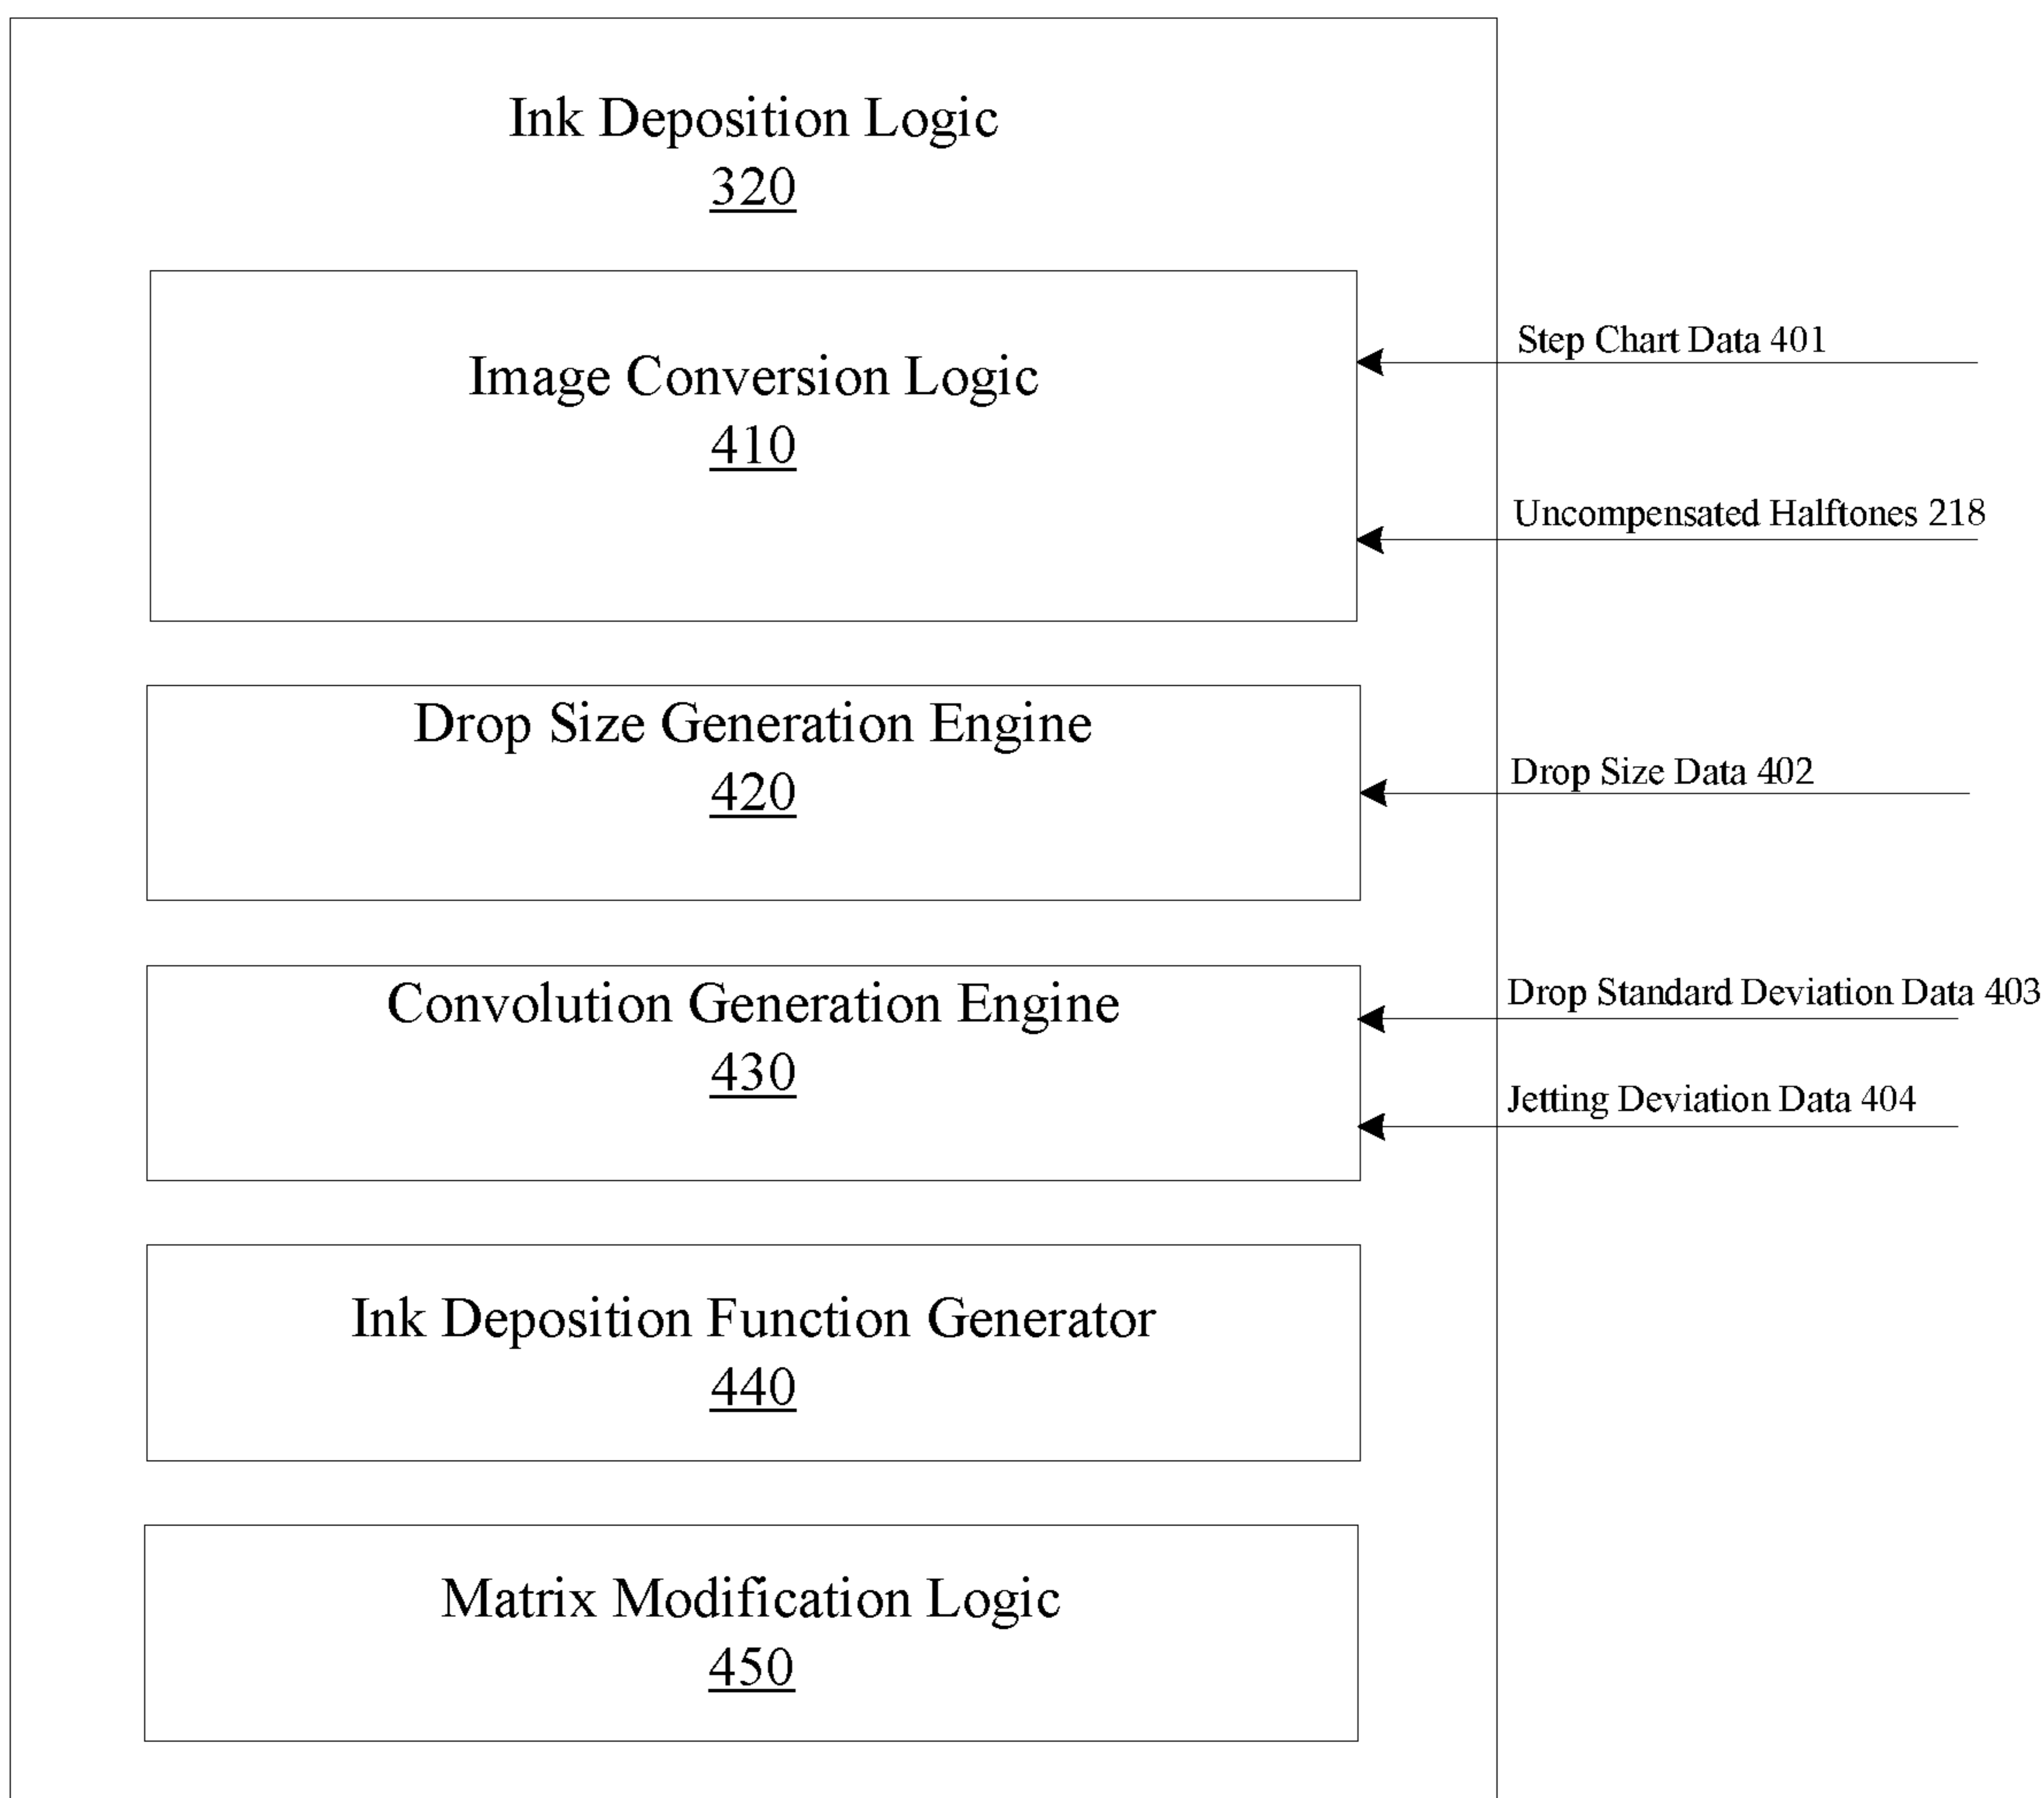 Ink Deposition Logic
320
Image Conversion Logic
410
Step Chart Data 401
Uncompensated Halftones 218
Drop Size Generation Engine
420
Drop Size Data 402
Convolution Generation Engine
430
Drop Standard Deviation Data 403
Jetting Deviation Data 404
Ink Deposition Function Generator
440
Matrix Modification Logic
450